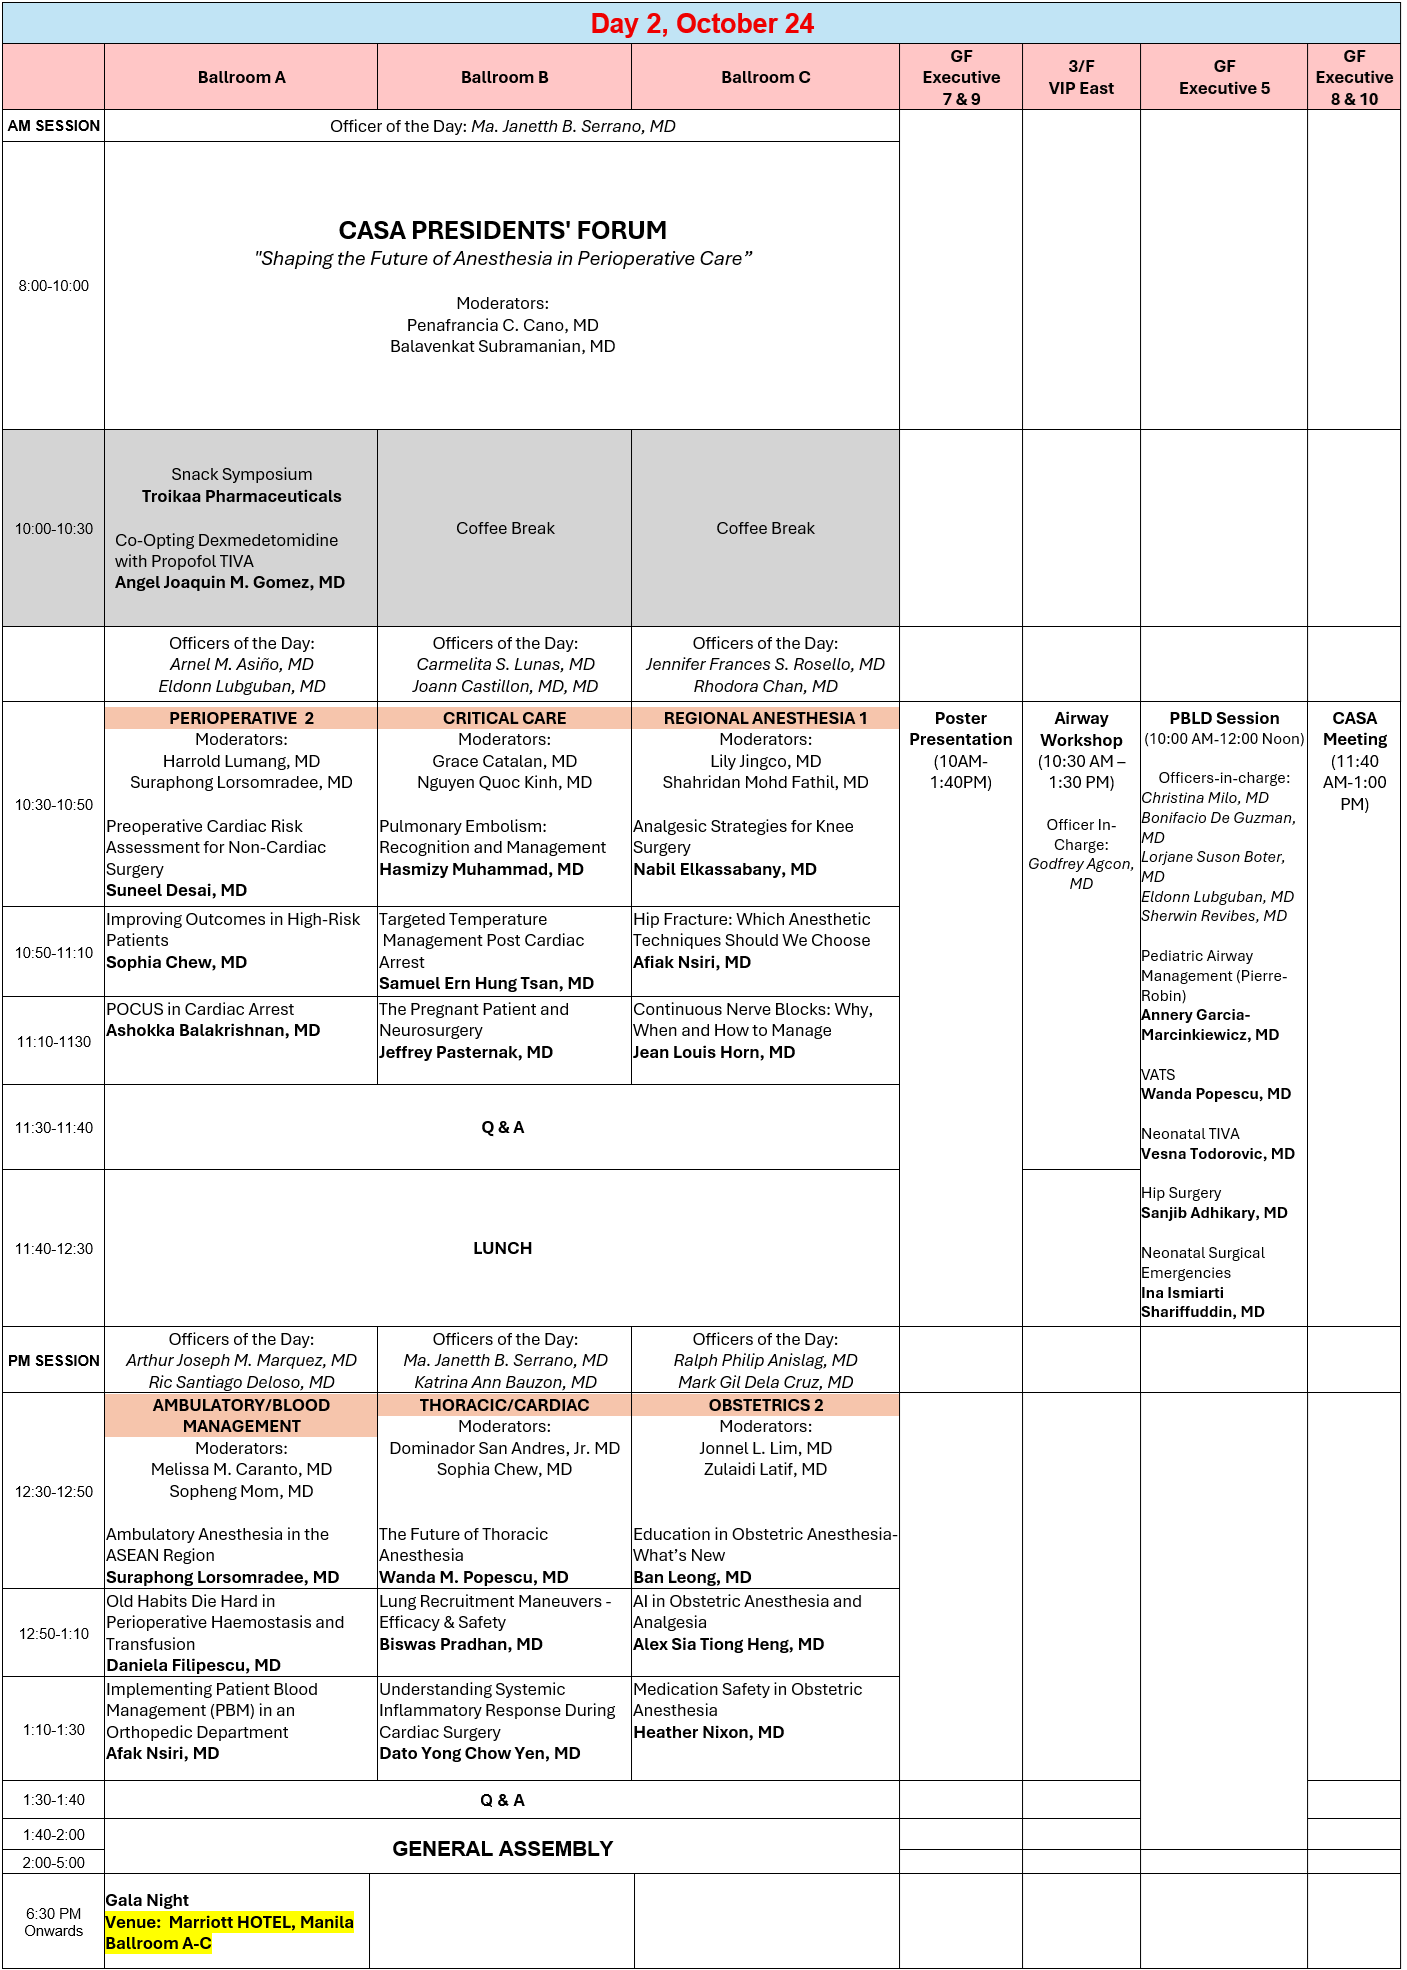 Day 2, October 24
Ballroom A
Ballroom B
Ballroom C
GF
Executive
7 & 9
3/F
VIP East
GF
Executive 5
GF
Executive
8 & 10
AM SESSION
Officer of the Day: Ma. Janetth B. Serrano, MD
8:00-10:00
CASA PRESIDENTS' FORUM
"Shaping the Future of Anesthesia in Perioperative Care”
Moderators:
Penafrancia C. Cano, MD
Balavenkat Subramanian, MD
10:00-10:30
Snack Symposium
Troikaa Pharmaceuticals
Co-Opting Dexmedetomidine
with Propofol TIVA
Angel Joaquin M. Gomez, MD
Coffee Break
Coffee Break
Officers of the Day:
Arnel M. Asiño, MD
Eldonn Lubguban, MD
Officers of the Day:
Carmelita S. Lunas, MD
Joann Castillon, MD, MD
Officers of the Day:
Jennifer Frances S. Rosello, MD
Rhodora Chan, MD
10:30-10:50
PERIOPERATIVE 2
Moderators:
Harrold Lumang, MD
Suraphong Lorsomradee, MD
Preoperative Cardiac Risk
Assessment for Non-Cardiac
Surgery
Suneel Desai, MD
CRITICAL CARE
Moderators:
Grace Catalan, MD
Nguyen Quoc Kinh, MD
Pulmonary Embolism:
Recognition and Management
Hasmizy Muhammad, MD
REGIONAL ANESTHESIA 1
Moderators:
Lily Jingco, MD
Shahridan Mohd Fathil, MD
Analgesic Strategies for Knee
Surgery
Nabil Elkassabany, MD
Poster
Presentation
(10AM-
1:40PM)
Airway
Workshop
(10:30 AM –
1:30 PM)
Officer In-
Charge:
Godfrey Agcon,
MD
PBLD Session
(10:00 AM-12:00 Noon)
Officers-in-charge:
Christina Milo, MD
Bonifacio De Guzman,
MD
Lorjane Suson Boter,
MD
Eldonn Lubguban, MD
Sherwin Revibes, MD
Pediatric Airway
Management (Pierre-
Robin)
Annery Garcia-
Marcinkiewicz, MD
VATS
Wanda Popescu, MD
Neonatal TIVA
Vesna Todorovic, MD
Hip Surgery
Sanjib Adhikary, MD
Neonatal Surgical
Emergencies
Ina Ismiarti
Shariffuddin, MD
CASA
Meeting
(11:40
AM-1:00
PM)
10:50-11:10
Improving Outcomes in High-Risk
Patients
Sophia Chew, MD
Targeted Temperature
Management Post Cardiac
Arrest
Samuel Ern Hung Tsan, MD
Hip Fracture: Which Anesthetic
Techniques Should We Choose
Afiak Nsiri, MD
11:10-1130
POCUS in Cardiac Arrest
Ashokka Balakrishnan, MD
The Pregnant Patient and
Neurosurgery
Jeffrey Pasternak, MD
Continuous Nerve Blocks: Why,
When and How to Manage
Jean Louis Horn, MD
11:30-11:40
Q & A
11:40-12:30
LUNCH
PM SESSION
Officers of the Day:
Arthur Joseph M. Marquez, MD
Ric Santiago Deloso, MD
Officers of the Day:
Ma. Janetth B. Serrano, MD
Katrina Ann Bauzon, MD
Officers of the Day:
Ralph Philip Anislag, MD
Mark Gil Dela Cruz, MD
12:30-12:50
AMBULATORY/BLOOD
MANAGEMENT
Moderators:
Melissa M. Caranto, MD
Sopheng Mom, MD
Ambulatory Anesthesia in the
ASEAN Region
Suraphong Lorsomradee, MD
THORACIC/CARDIAC
Moderators:
Dominador San Andres, Jr. MD
Sophia Chew, MD
The Future of Thoracic
Anesthesia
Wanda M. Popescu, MD
OBSTETRICS 2
Moderators:
Jonnel L. Lim, MD
Zulaidi Latif, MD
Education in Obstetric Anesthesia-
What’s New
Ban Leong, MD
12:50-1:10
Old Habits Die Hard in
Perioperative Haemostasis and
Transfusion
Daniela Filipescu, MD
Lung Recruitment Maneuvers -
Efficacy & Safety
Biswas Pradhan, MD
AI in Obstetric Anesthesia and
Analgesia
Alex Sia Tiong Heng, MD
1:10-1:30
Implementing Patient Blood
Management (PBM) in an
Orthopedic Department
Afak Nsiri, MD
Understanding Systemic
Inflammatory Response During
Cardiac Surgery
Dato Yong Chow Yen, MD
Medication Safety in Obstetric
Anesthesia
Heather Nixon, MD
1:30-1:40
Q & A
1:40-2:00
GENERAL ASSEMBLY
2:00-5:00
6:30 PM
Onwards
Gala Night
Venue: Marriott HOTEL, Manila
Ballroom A-C